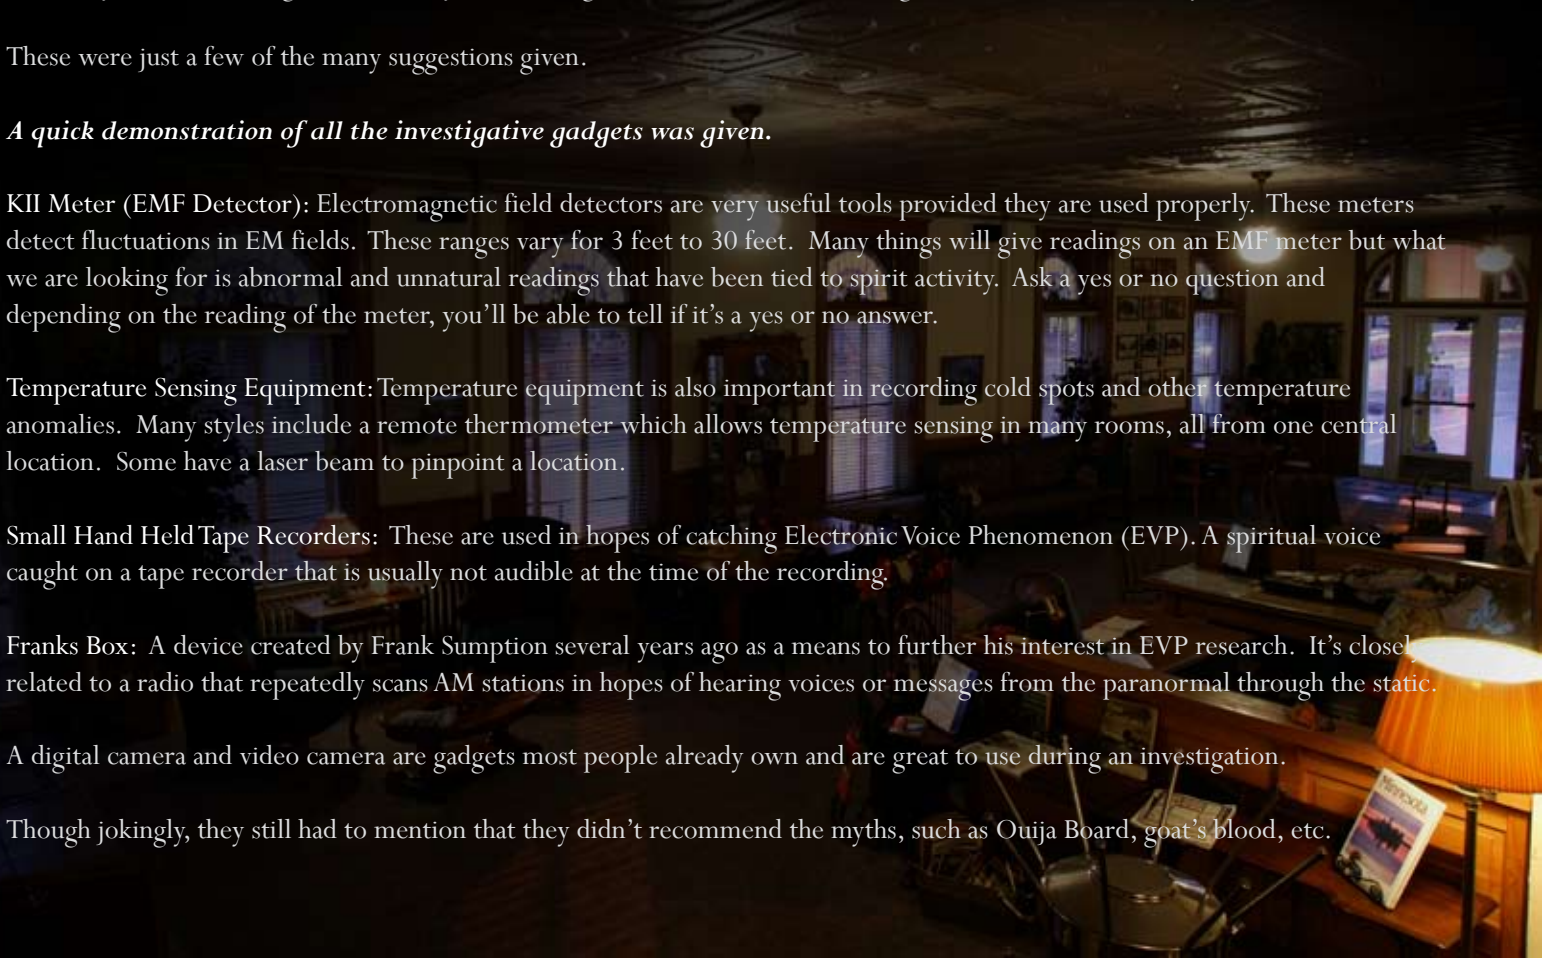 These were just a few of the many suggestions given.
A quick demonstration of all the investigative gadgets was given.
KII Meter (EMF Detector): Electromagnetic field detectors are very useful tools provided they are used properly. These meters
detect fluctuations in EM fields. These ranges vary for 3 feet to 30 feet. Many things will give readings on an EMF meter but what
we are looking for is abnormal and unnatural readings that have been tied to spirit activity. Ask a yes or no question and
depending on the reading of the meter, you’ll be able to tell if it’s a yes or no answer.
Temperature Sensing Equipment: Temperature equipment is also important in recording cold spots and other temperature
anomalies. Many styles include a remote thermometer which allows temperature sensing in many rooms, all from one central
location. Some have a laser beam to pinpoint a location.
Small Hand Held Tape Recorders: These are used in hopes of catching Electronic Voice Phenomenon (EVP). A spiritual voice
caught on a tape recorder that is usually not audible at the time of the recording.
Franks Box: A device created by Frank Sumption several years ago as a means to further his interest in EVP research. It’s closely
related to a radio that repeatedly scans AM stations in hopes of hearing voices or messages from the paranormal through the static.
A digital camera and video camera are gadgets most people already own and are great to use during an investigation.
Though jokingly, they still had to mention that they didn’t recommend the myths, such as Ouija Board, goat’s blood, etc.
Minnesota